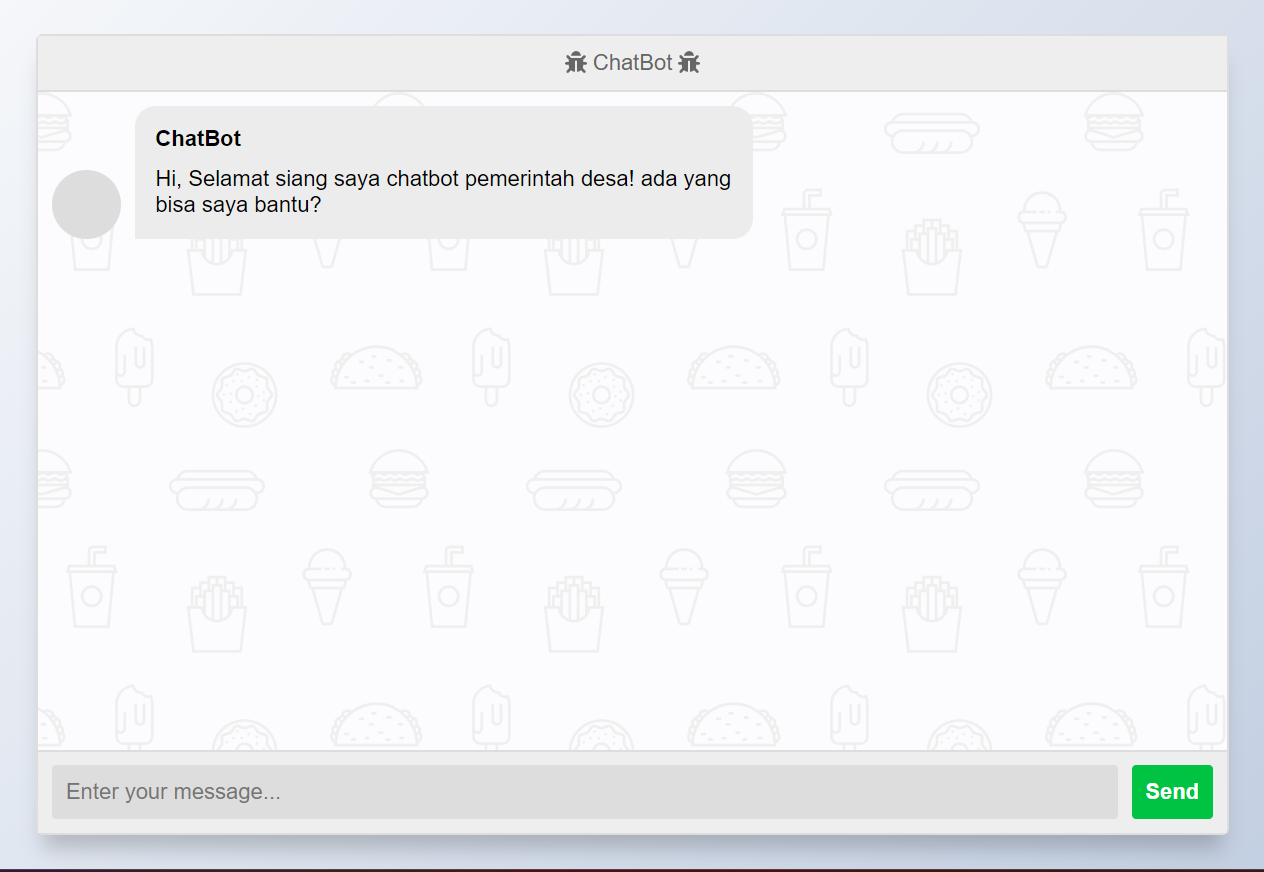 ChatBot
ChatBot
Hi, Selamat siang saya chatbot pemerintah desa! ada yang
bisa saya bantu?
Enter your message...
Send